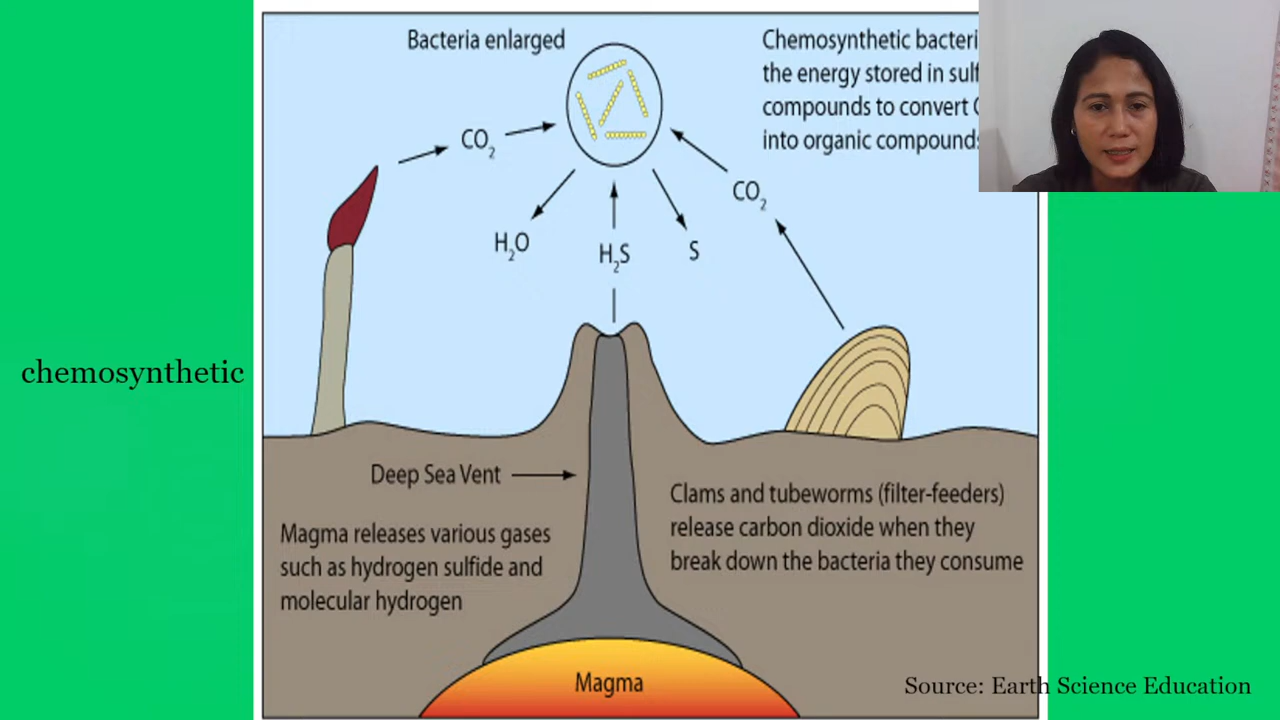 Bacteria enlarged
Chemosynthetic bacteri
the energy stored in sulf
compounds to convert C
into organic compounds
CO₂
CO₂
H₂O
H₂S
S
chemosynthetic
Deep Sea Vent
Magma releases various gases
such as hydrogen sulfide and
molecular hydrogen
Clams and tubeworms (filter-feeders)
release carbon dioxide when they
break down the bacteria they consume
Magma
Source: Earth Science Education